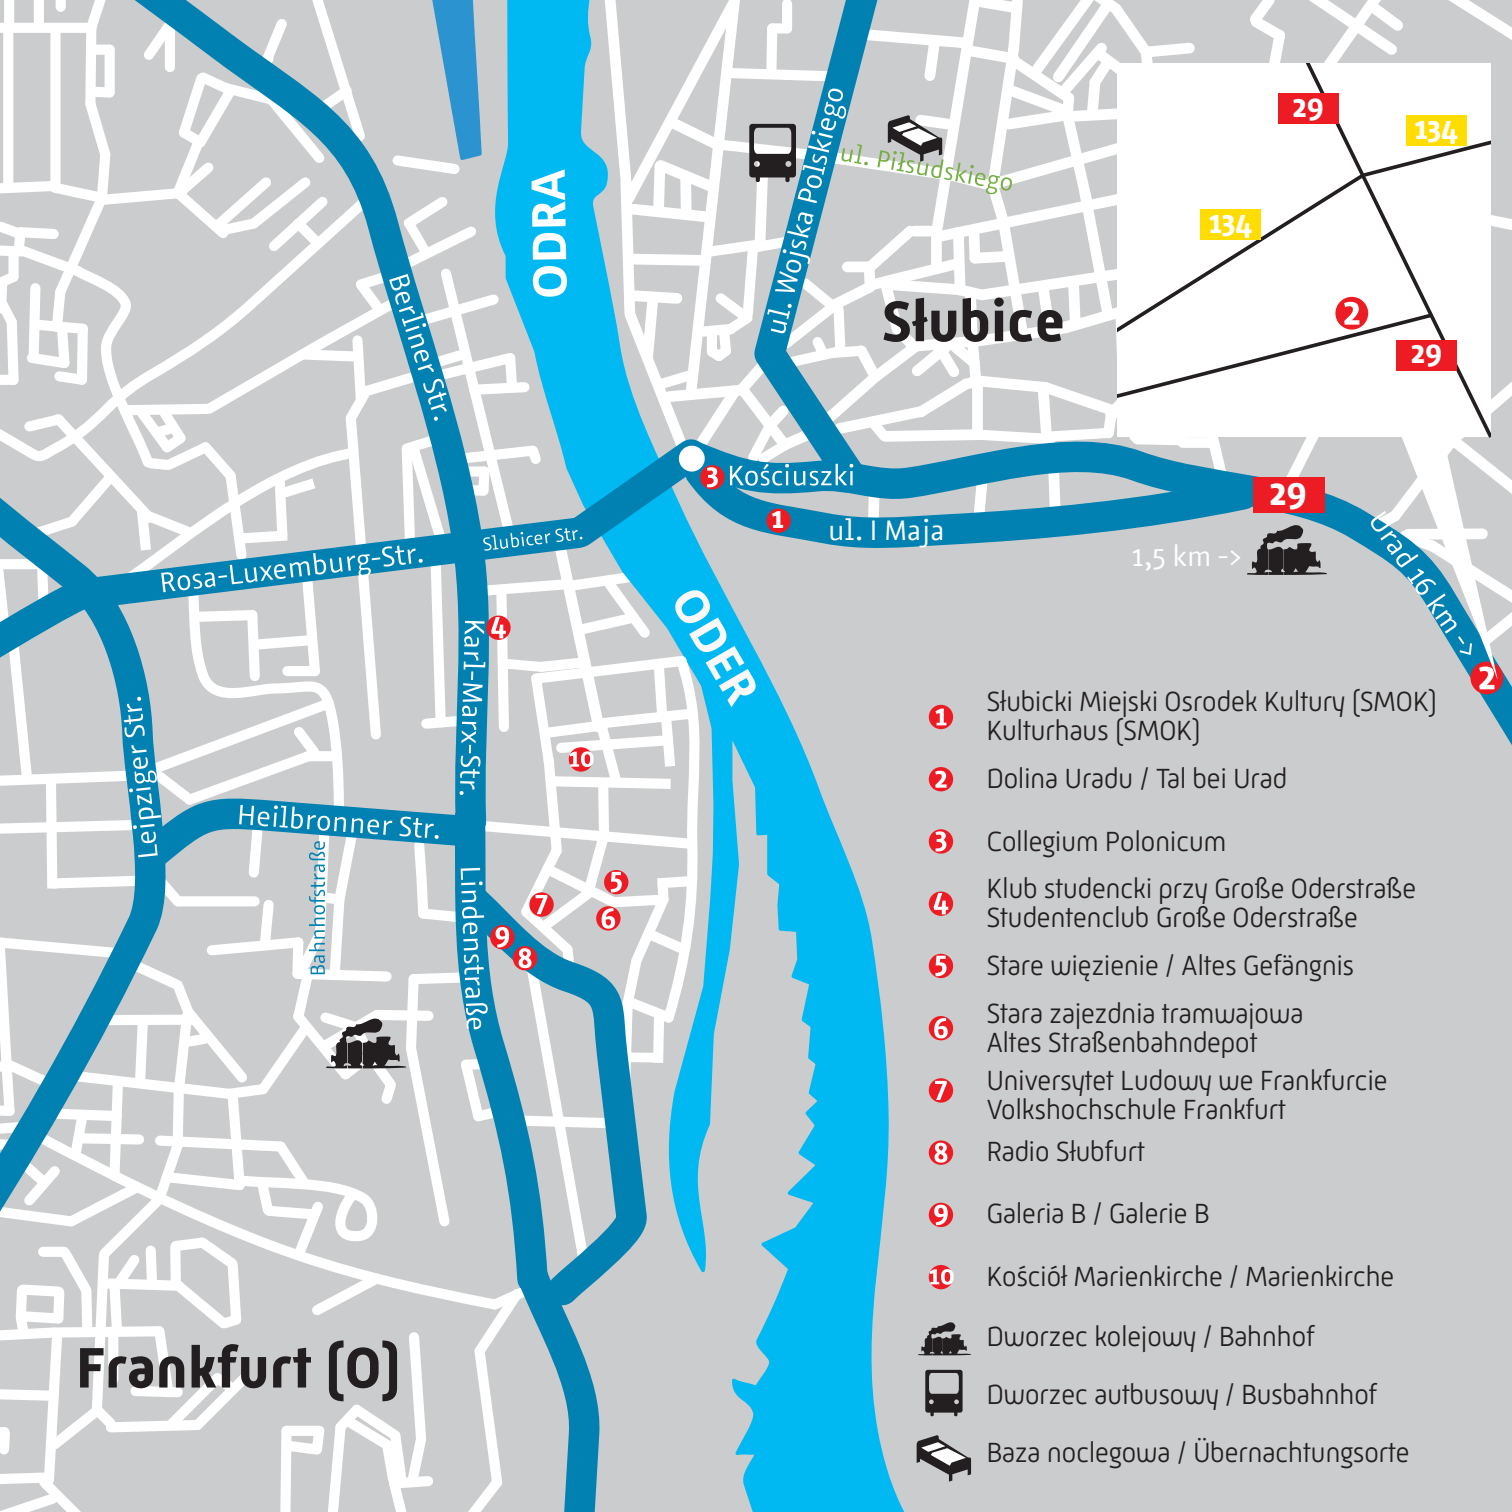 29
134
134
2
29
ODRA
ul. Wojska Polskiego
ul. Piłsudskiego
Słubice
Berliner Str.
3 Kościuszki
1
ul. I Maja
29
1,5 km ->
Urad 16 km ->
2
Slubicer Str.
Rosa-Luxemburg-Str.
ODER
4
Karl-Marx-Str.
Leipziger Str.
10
Heilbronner Str.
Bahnhofstraße
Lindenstraße
5
7
6
9
8
Frankfurt (O)
1 Słubicki Miejski Osrodek Kultury (SMOK)
Kulturhaus (SMOK)
2 Dolina Uradu / Tal bei Urad
3 Collegium Polonicum
4 Klub studencki przy Große Oderstraße
Studentenclub Große Oderstraße
5 Stare więzienie / Altes Gefängnis
6 Stara zajezdnia tramwajowa
Altes Straßenbahndepot
7 Universytet Ludowy we Frankfurcie
Volkshochschule Frankfurt
8 Radio Słubfurt
9 Galeria B / Galerie B
10 Kościół Marienkirche / Marienkirche
Dworzec kolejowy / Bahnhof
Dworzec autbusowy / Busbahnhof
Baza noclegowa / Übernachtungsorte